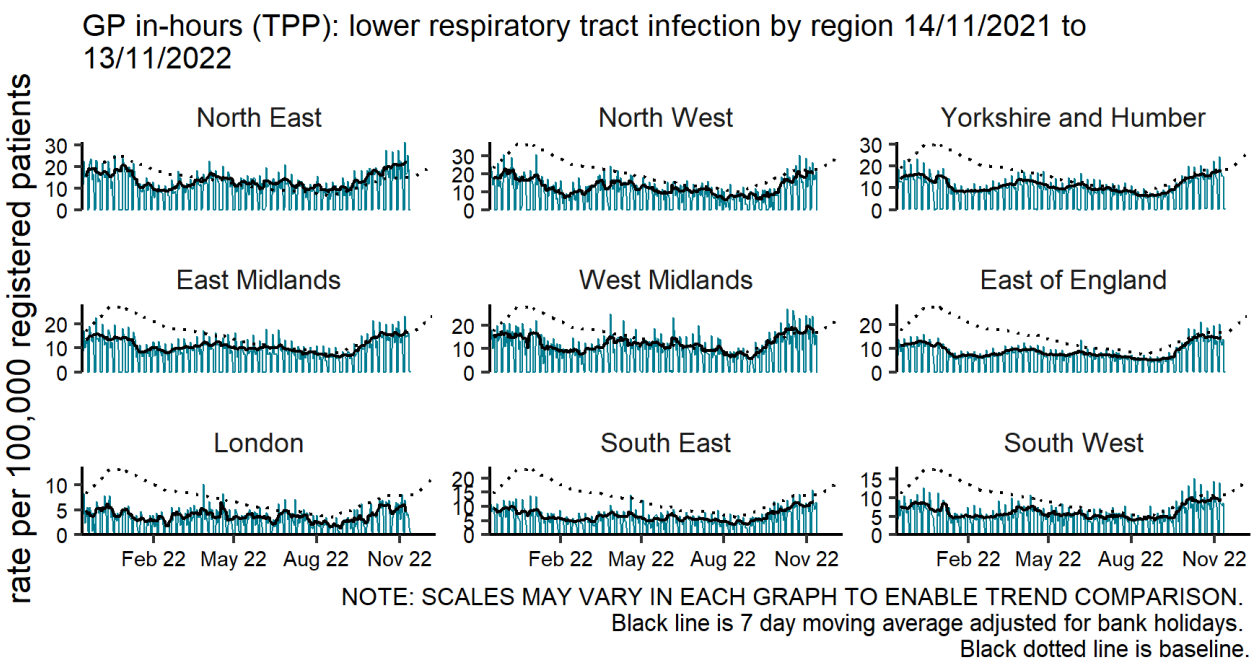 GP in-hours (TPP): lower respiratory tract infection by region 14/11/2021 to
13/11/2022
rate per 100,000 registered patients
North East
30
20
10
0
North West
30
20
10
0
Yorkshire and Humber
30
20
10
0
East Midlands
20
10
0
West Midlands
20
10
0
East of England
20
10
0
London
10
5
0
Feb 22 May 22 Aug 22 Nov 22
South East
20
15
10
5
0
Feb 22 May 22 Aug 22 Nov 22
South West
15
10
5
0
Feb 22 May 22 Aug 22 Nov 22
NOTE: SCALES MAY VARY IN EACH GRAPH TO ENABLE TREND COMPARISON.
Black line is 7 day moving average adjusted for bank holidays.
Black dotted line is baseline.